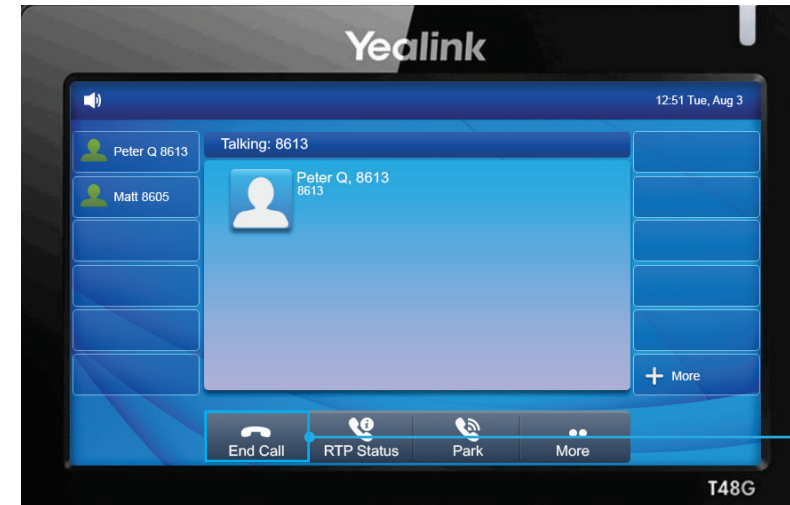 Yealink
12:51 Tue, Aug 3
Peter Q 8613
Matt 8605
Talking: 8613
Peter Q, 8613
8613
More
End Call
RTP Status
Park
More
T48G